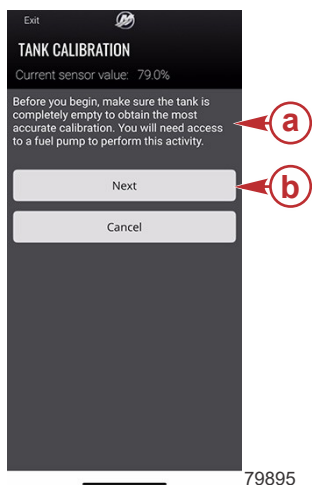 Exit
TANK CALIBRATION
Current sensor value: 79.0%
Before you begin, make sure the tank is
completely empty to obtain the most
accurate calibration. You will need access
to a fuel pump to perform this activity.
a
Next
b
Cancel
79895